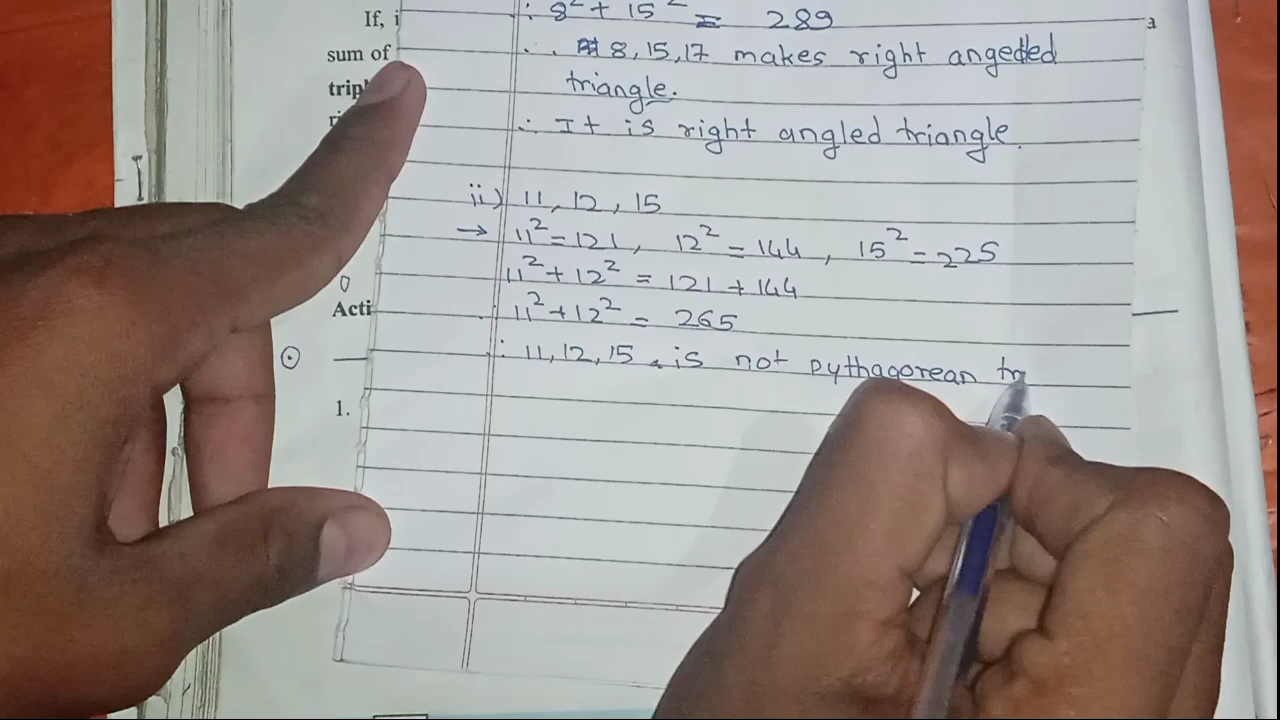 If, i
sum of
∴ 8² + 15² = 289
a
∴ 8, 15, 17 makes right angeled
triangle.
∴ It is right angled triangle.
ii) 11, 12, 15
→ 11² = 121, 12² = 144, 15² = 225
11² + 12² = 121 + 144
Acti
11² + 12² = 265
∴ 11, 12, 15 is not pythagorean tr
1.